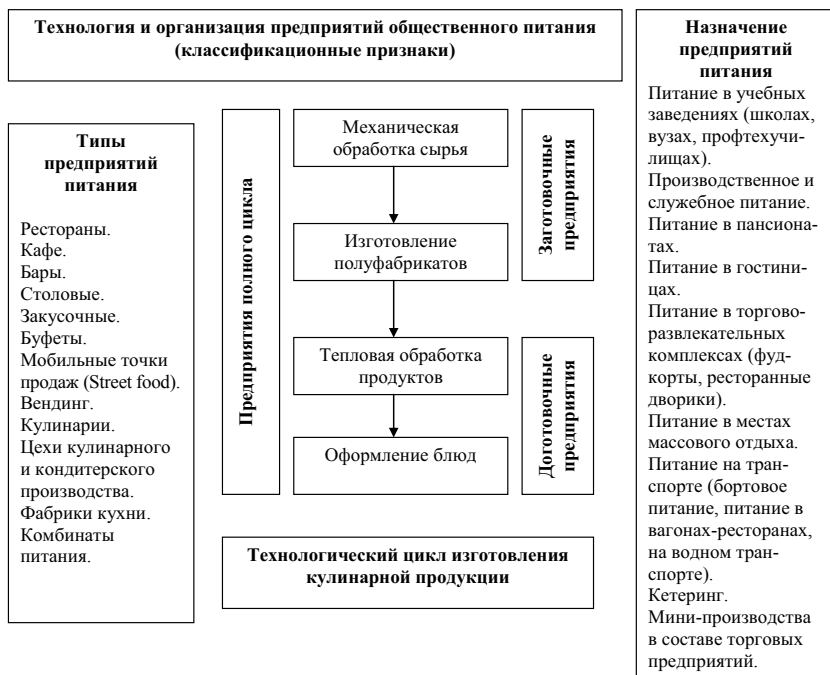 Технология и организация предприятий общественного питания
(классификационные признаки)
Типы
предприятий
питания
Рестораны.
Кафе.
Бары.
Столовые.
Закусочные.
Буфеты.
Мобильные точки
продаж (Street food).
Вендинг.
Кулинарии.
Цехи кулинарного
и кондитерского
производства.
Фабрики кухни.
Комбинаты
питания.
Предприятия полного цикла
Механическая
обработка сырья
Изготовление
полуфабрикатов
Тепловая обработка
продуктов
Оформление блюд
Заготовочные
предприятия
Доготовочные
предприятия
Технологический цикл изготовления
кулинарной продукции
Назначение
предприятий
питания
Питание в учебных
заведениях (школах,
вузах, профтехучи-
лищах).
Производственное и
служебное питание.
Питание в пансиона-
тах.
Питание в гостини-
цах.
Питание в торгово-
развлекательных
комплексах (фуд-
корты, ресторанные
дворики).
Питание в местах
массового отдыха.
Питание на тран-
спорте (бортовое
питание, питание в
вагонах-ресторанах,
на водном тран-
спорте).
Кетеринг.
Мини-производства
в составе торговых
предприятий.